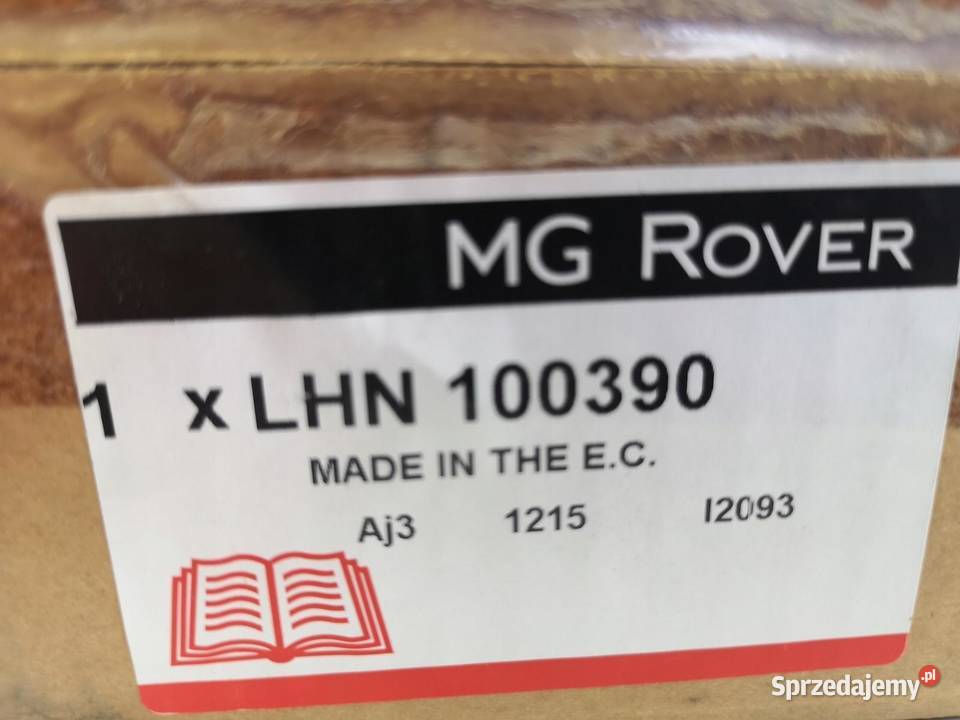 MG ROVER
1 x LHN 100390
MADE IN THE E.C.
Aj3 1215 I2093
Sprzedajemy.pl